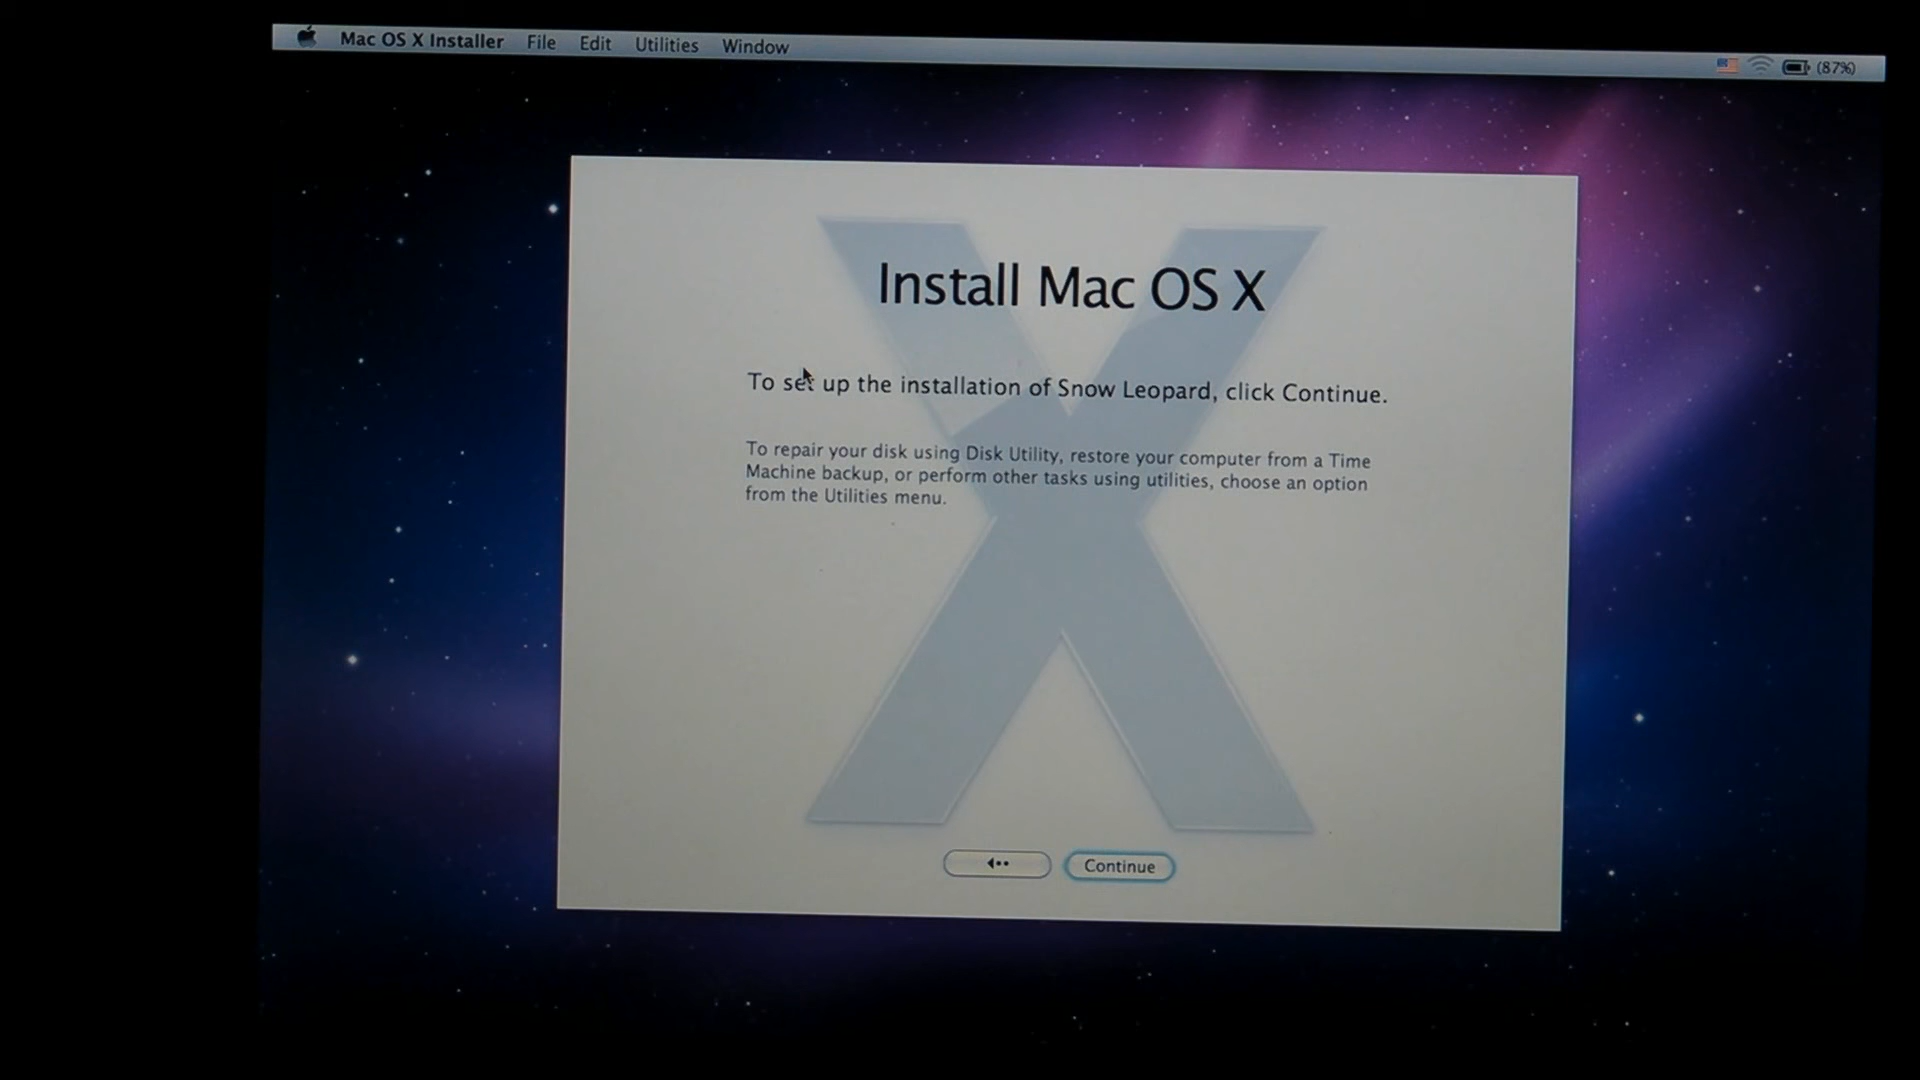 Mac OS X Installer File Edit Utilities Window (87%)
Install Mac OS X
To set up the installation of Snow Leopard, click Continue.
To repair your disk using Disk Utility, restore your computer from a Time
Machine backup, or perform other tasks using utilities, choose an option
from the Utilities menu.
Continue